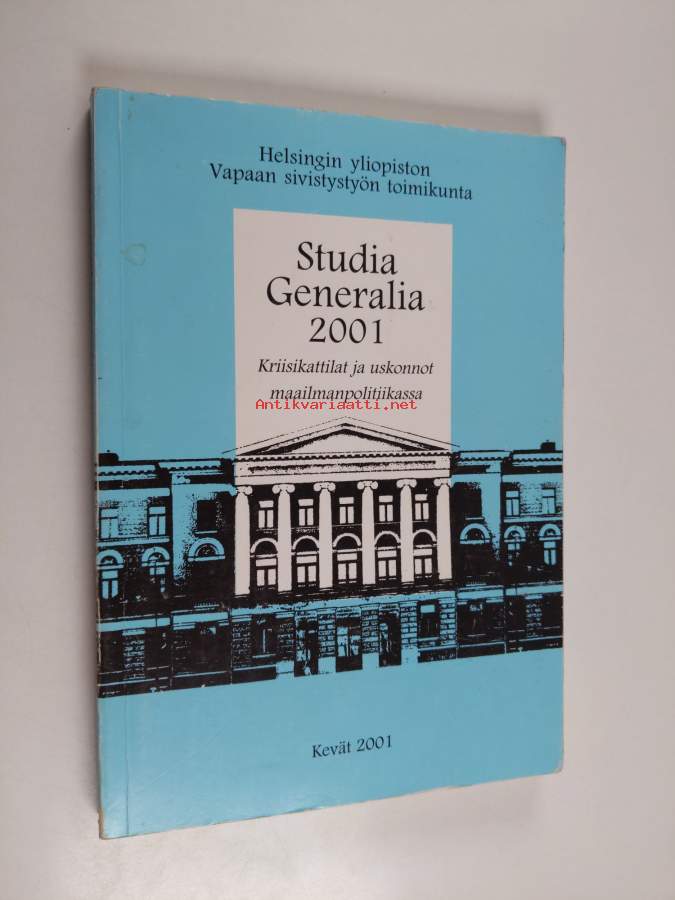 Helsingin yliopiston
Vapaan sivistystyön toimikunta
Studia
Generalia
2001
Kriisikattilat ja uskonnot
maailmanpolitiikassa
Antikvariaatti.net
Kevät 2001